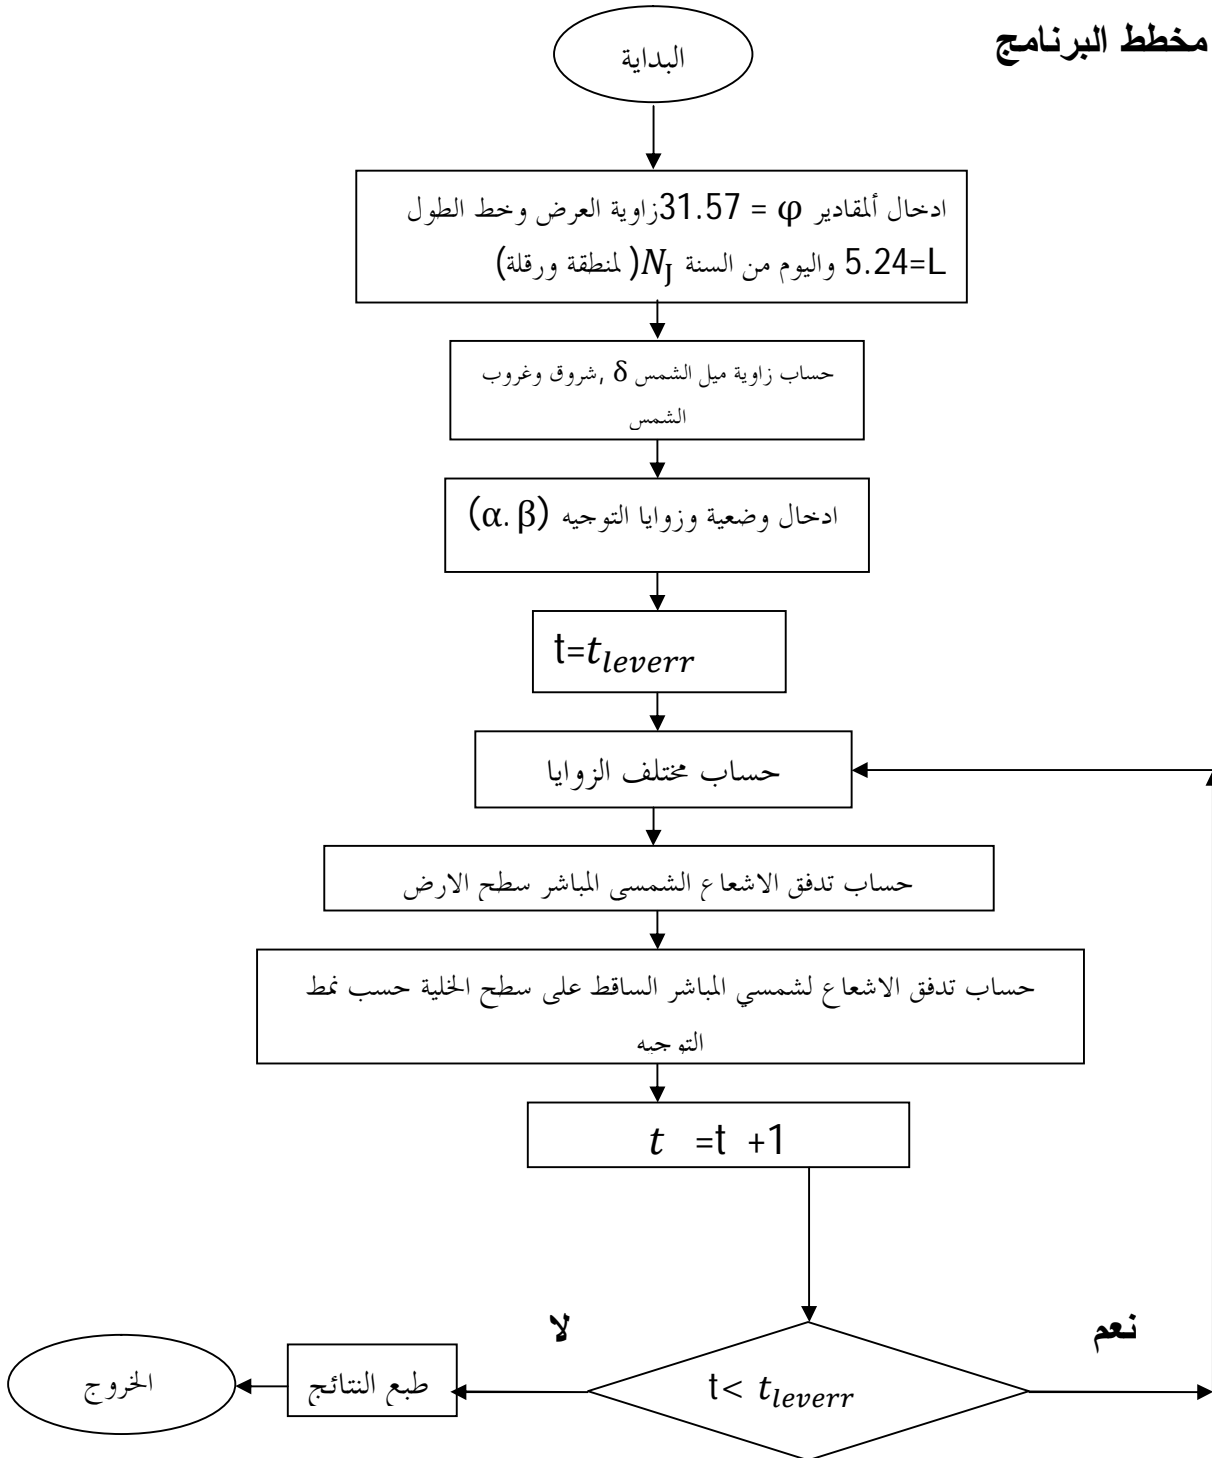 مخطط البرنامج
البداية
ادخال ألمقادير φ = 31.57زاوية العرض وخط الطول
L=5.24 واليوم من السنة N_J( لمنطقة ورقلة)
حساب زاوية ميل الشمس δ ,شروق وغروب
الشمس
ادخال وضعية وزوايا التوجيه (α. β)
t=t_leverr
حساب مختلف الزوايا
حساب تدفق الاشعاع الشمسى المباشر سطح الارض
حساب تدفق الاشعاع لشمسي المباشر الساقط على سطح الخلية حسب نمط
التوجيه
t =t +1
لا
نعم
t< t_leverr
طبع النتائج
الخروج